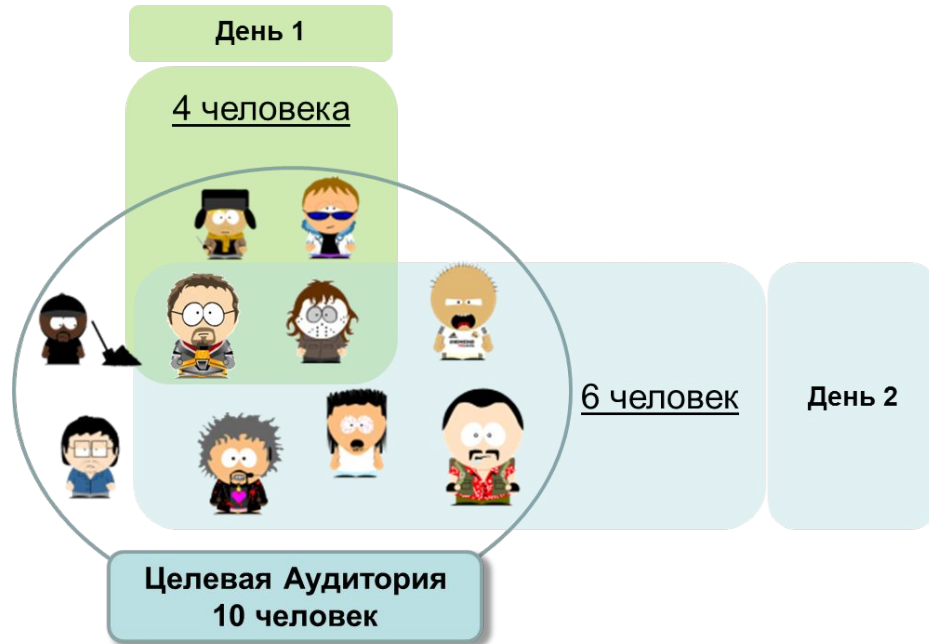 День 1
4 человека
6 человек
День 2
Целевая Аудитория
10 человек